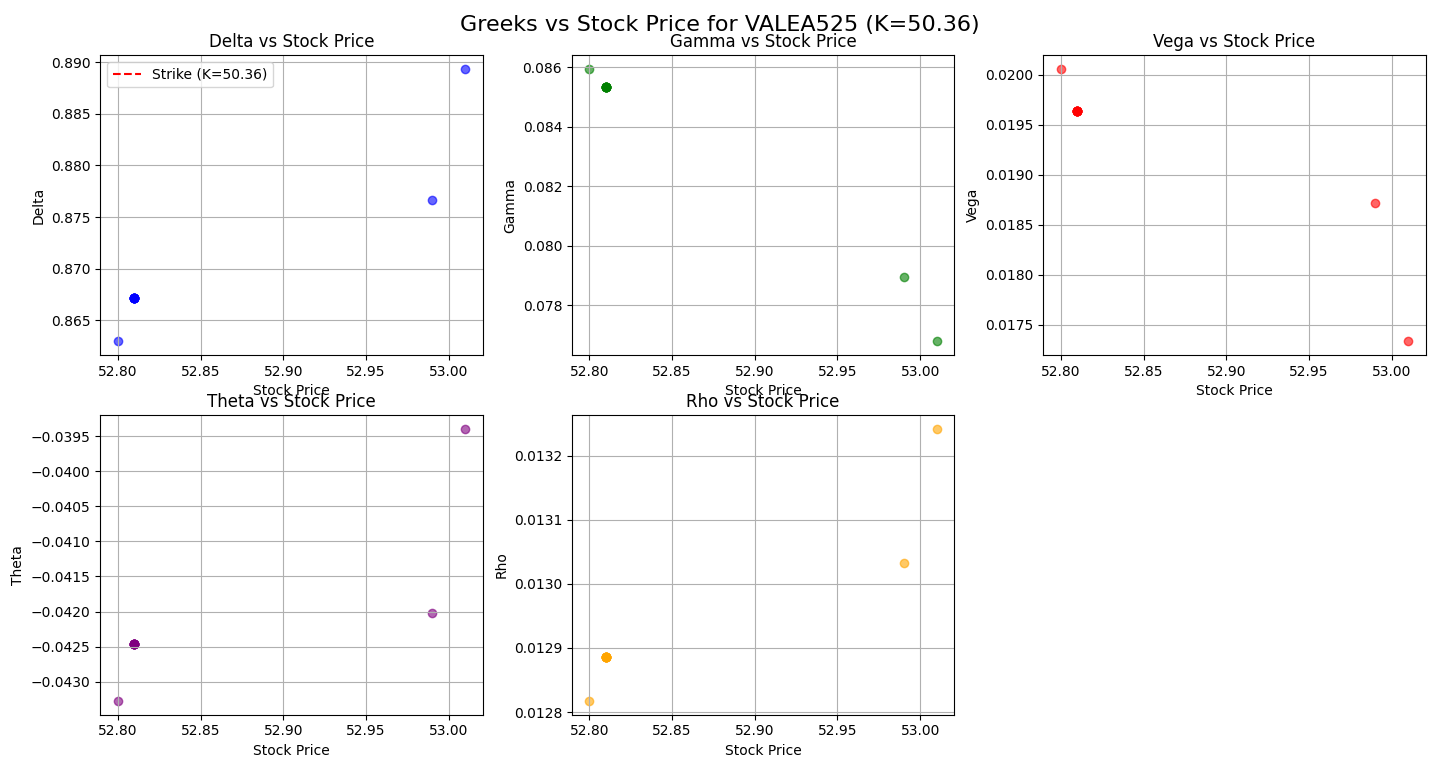 Greeks vs Stock Price for VALEA525 (K=50.36)
Delta vs Stock Price
Strike (K=50.36)
0.890
0.885
0.880
0.875
0.870
0.865
Delta
52.80 52.85 52.90 52.95 53.00
Stock Price
Gamma vs Stock Price
0.086
0.084
0.082
0.080
0.078
Gamma
52.80 52.85 52.90 52.95 53.00
Stock Price
Vega vs Stock Price
0.0200
0.0195
0.0190
0.0185
0.0180
0.0175
Vega
52.80 52.85 52.90 52.95 53.00
Stock Price
Theta vs Stock Price
−0.0395
−0.0400
−0.0405
−0.0410
−0.0415
−0.0420
−0.0425
−0.0430
Theta
52.80 52.85 52.90 52.95 53.00
Stock Price
Rho vs Stock Price
0.0132
0.0131
0.0130
0.0129
0.0128
Rho
52.80 52.85 52.90 52.95 53.00
Stock Price